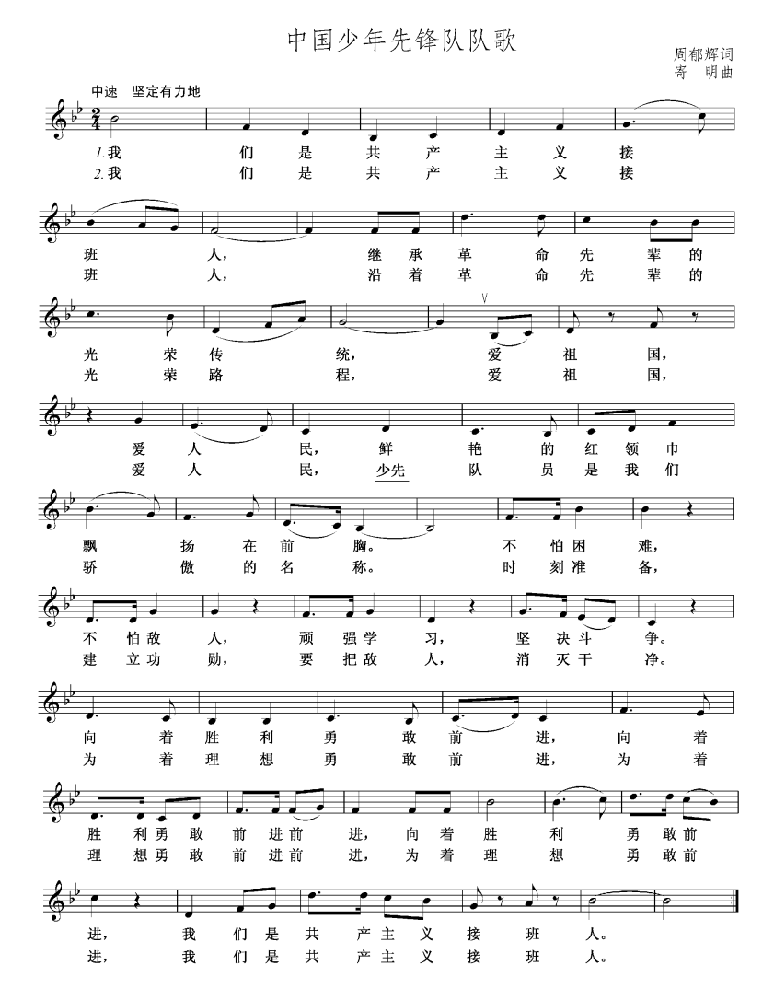 中国少年先锋队队歌
周郁辉词
寄 明曲
中速 坚定有力地
1.我 们 是 共 产 主 义 接
2.我 们 是 共 产 主 义 接
班 人， 继 承 革 命 先 辈 的
班 人， 沿 着 革 命 先 辈 的
光 荣 传 统， 爱 祖 国，
光 荣 路 程， 爱 祖 国，
爱 人 民， 鲜 艳 的 红 领 巾
爱 人 民， 少先 队 员 是 我 们
飘 扬 在 前 胸。 不 怕 困 难，
骄 傲 的 名 称。 时 刻 准 备，
不 怕 敌 人， 顽 强 学 习， 坚 决 斗 争。
建 立 功 勋， 要 把 敌 人， 消 灭 干 净。
向 着 胜 利 勇 敢 前 进， 向 着
为 着 理 想 勇 敢 前 进， 为 着
胜 利 勇 敢 前 进 前 进， 向 着 胜 利 勇 敢 前
理 想 勇 敢 前 进 前 进， 为 着 理 想 勇 敢 前
进， 我 们 是 共 产 主 义 接 班 人。
进， 我 们 是 共 产 主 义 接 班 人。